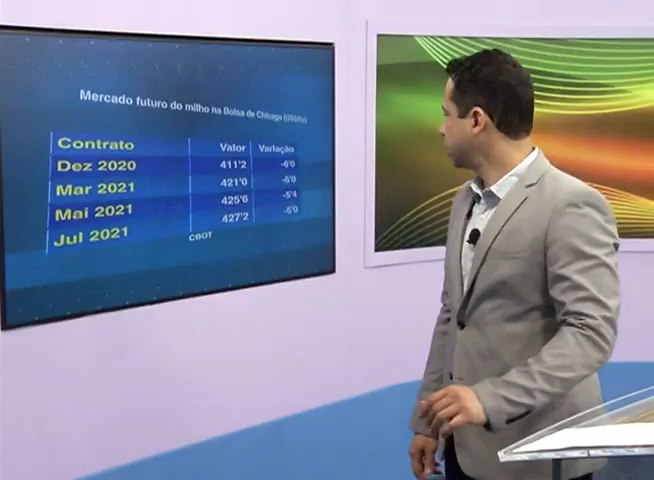 Mercado futuro do milho na Bolsa de Chicago (US$/bu)
Contrato Valor Variação
Dez 2020 411'2 -6'0
Mar 2021 421'0 -6'0
Mai 2021 425'6 -5'4
Jul 2021 427'2 -5'0
CBOT